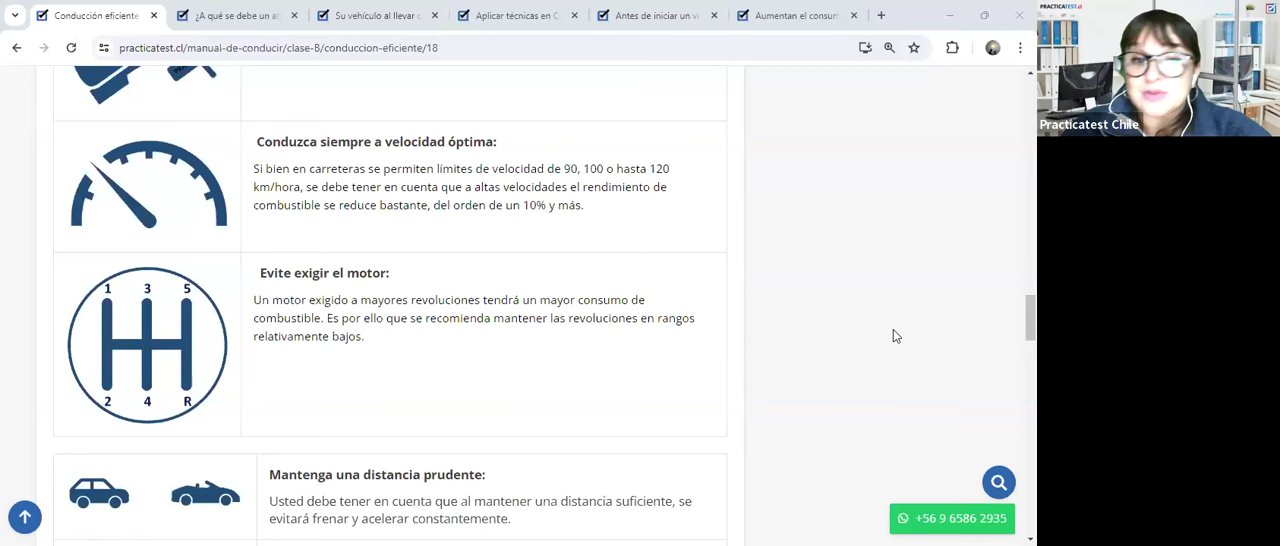 Conducción eficiente
¿A qué se debe un al
Su vehículo al llevar c
Aplicar técnicas en C
Antes de iniciar un vi
Aumentan el consum
practicatest.cl/manual-de-conducir/clase-B/conduccion-eficiente/18
PRACTICATEST.cl
Practicatest Chile
Conduzca siempre a velocidad óptima:
Si bien en carreteras se permiten límites de velocidad de 90, 100 o hasta 120
km/hora, se debe tener en cuenta que a altas velocidades el rendimiento de
combustible se reduce bastante, del orden de un 10% y más.
1 3 5
2 4 R
Evite exigir el motor:
Un motor exigido a mayores revoluciones tendrá un mayor consumo de
combustible. Es por ello que se recomienda mantener las revoluciones en rangos
relativamente bajos.
Mantenga una distancia prudente:
Usted debe tener en cuenta que al mantener una distancia suficiente, se
evitará frenar y acelerar constantemente.
+56 9 6586 2935